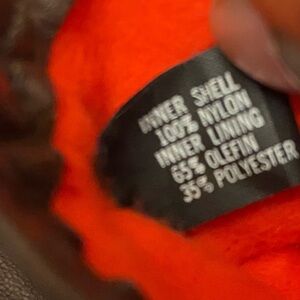 INNER SHELL
100% NYLON
INNER LINING
65% OLEFIN
35% POLYESTER